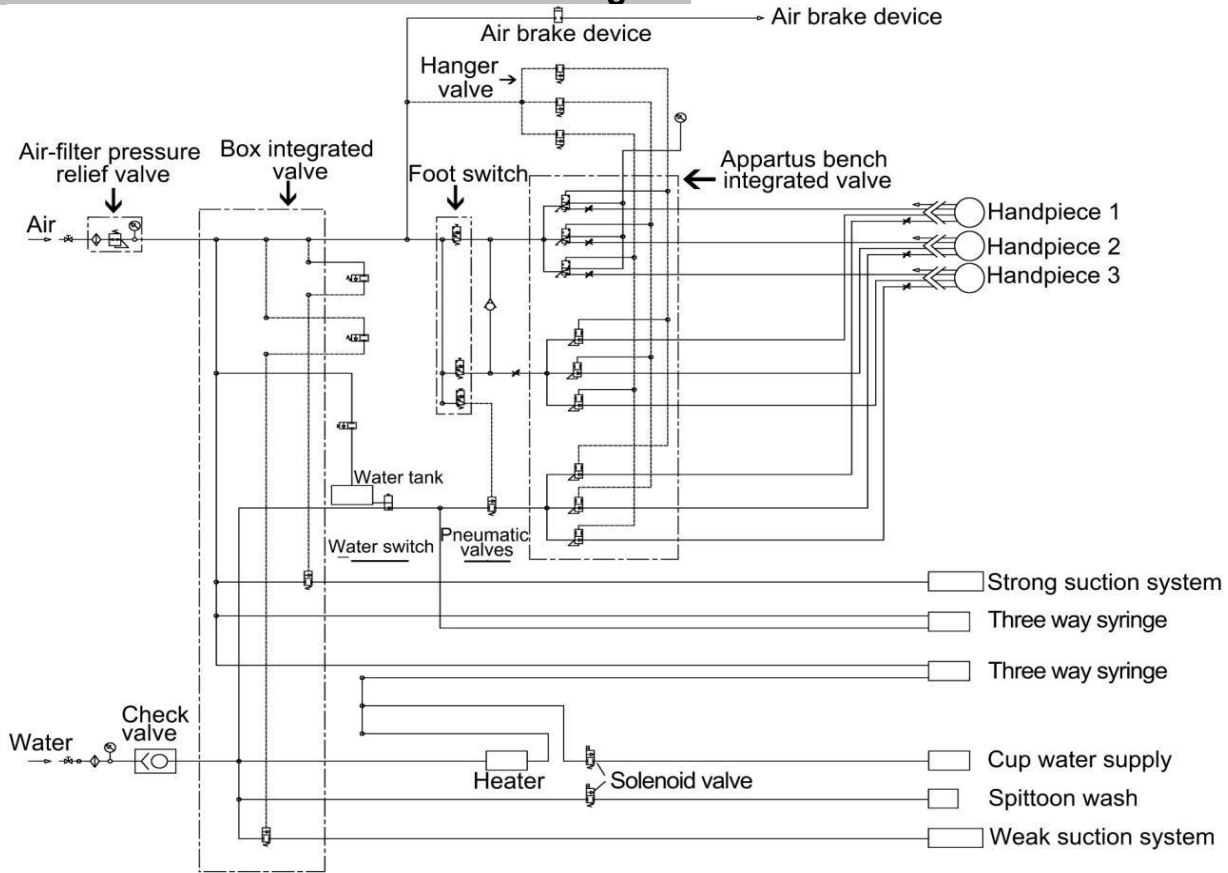 Air brake device
Air brake device
Hanger
valve
Air-filter pressure
relief valve
Box integrated
valve
Foot switch
Appartus bench
integrated valve
Air
Handpiece 1
Handpiece 2
Handpiece 3
Water tank
Water switch
Pneumatic
valves
Strong suction system
Three way syringe
Three way syringe
Check
valve
Water
Heater
Solenoid valve
Cup water supply
Spittoon wash
Weak suction system